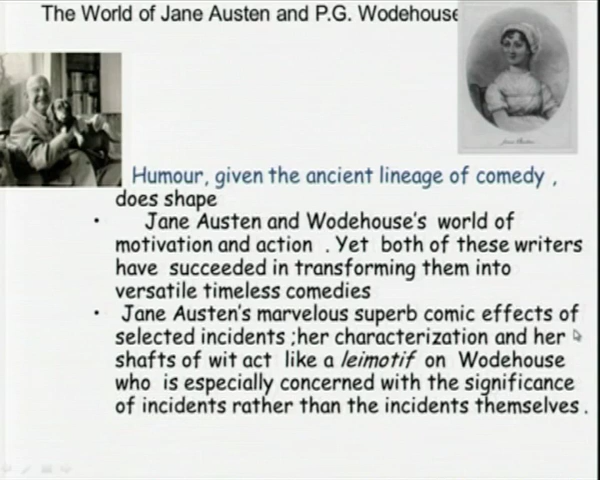 The World of Jane Austen and P.G. Wodehouse
Humour, given the ancient lineage of comedy ,
does shape
• Jane Austen and Wodehouse's world of
motivation and action . Yet both of these writers
have succeeded in transforming them into
versatile timeless comedies
• Jane Austen's marvelous superb comic effects of
selected incidents ;her characterization and her
shafts of wit act like a leimotif on Wodehouse
who is especially concerned with the significance
of incidents rather than the incidents themselves .